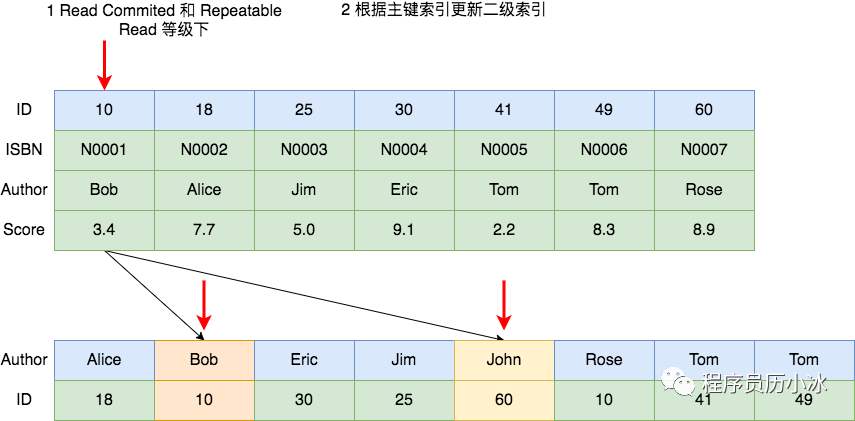 1 Read Commited 和 Repeatable
Read 等级下
2 根据主键索引更新二级索引
ID 10 18 25 30 41 49 60
ISBN N0001 N0002 N0003 N0004 N0005 N0006 N0007
Author Bob Alice Jim Eric Tom Tom Rose
Score 3.4 7.7 5.0 9.1 2.2 8.3 8.9
Author Alice Bob Eric Jim John Rose Tom Tom
ID 18 10 30 25 60 10 41 49
程序员历小冰